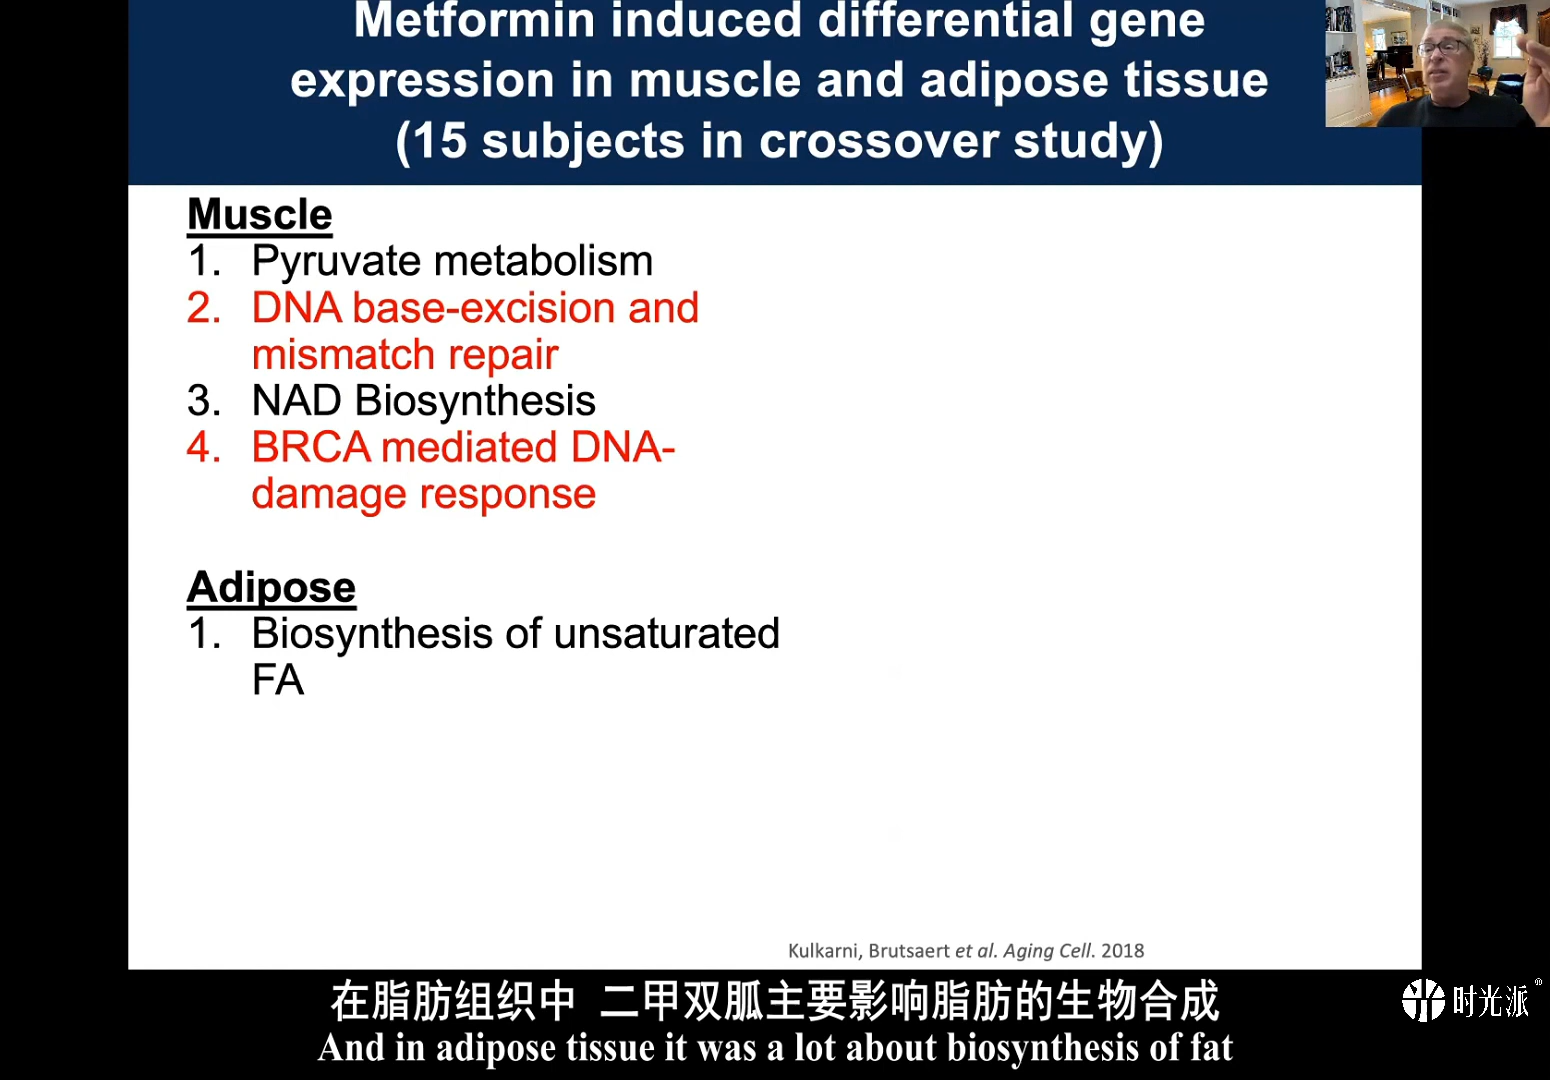 Metformin induced differential gene
expression in muscle and adipose tissue
(15 subjects in crossover study)
Muscle
1. Pyruvate metabolism
2. DNA base-excision and
mismatch repair
3. NAD Biosynthesis
4. BRCA mediated DNA-
damage response
Adipose
1. Biosynthesis of unsaturated
FA
Kulkarni, Brutsaert et al. Aging Cell. 2018
在脂肪组织中 二甲双胍主要影响脂肪的生物合成
And in adipose tissue it was a lot about biosynthesis of fat
时光派®